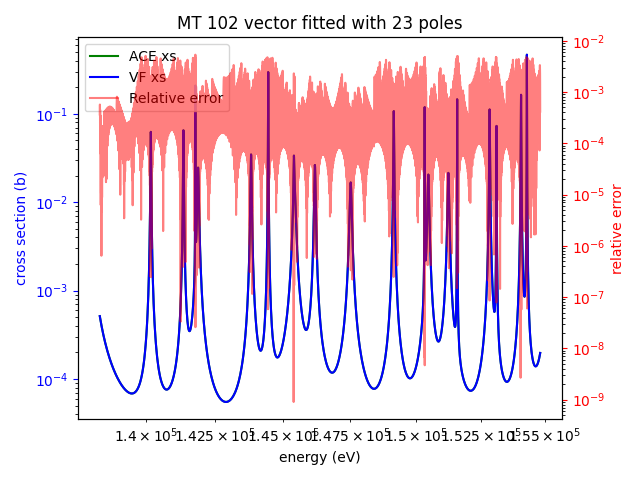 MT 102 vector fitted with 23 poles
ACE xs
VF xs
Relative error
cross section (b)
10⁻¹
10⁻²
10⁻³
10⁻⁴
relative error
10⁻²
10⁻³
10⁻⁴
10⁻⁵
10⁻⁶
10⁻⁷
10⁻⁸
10⁻⁹
1.4 × 10⁵ 1.425 × 10⁵ 1.45 × 10⁵ 1.475 × 10⁵ 1.5 × 10⁵ 1.525 × 10⁵ 1.55 × 10⁵
energy (eV)